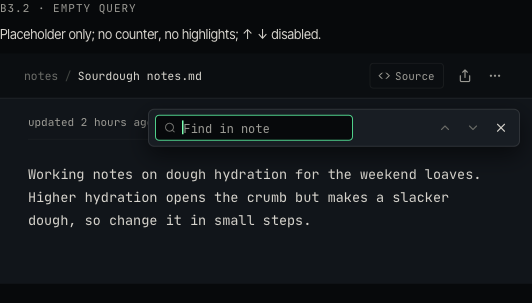 B3.2 · EMPTY QUERY
Placeholder only; no counter, no highlights; ↑ ↓ disabled.
notes / Sourdough notes.md
<> Source
updated 2 hours ag
Find in note
Working notes on dough hydration for the weekend loaves.
Higher hydration opens the crumb but makes a slacker
dough, so change it in small steps.